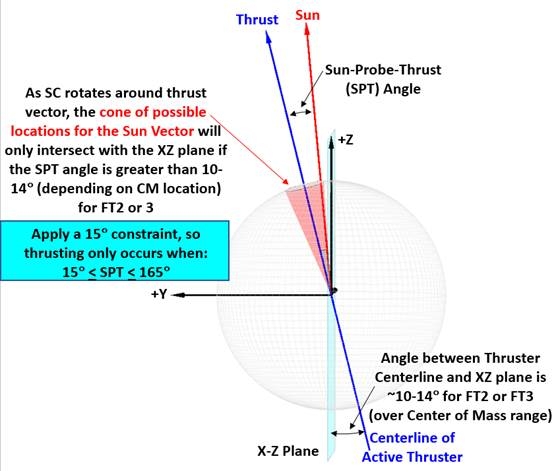 Thrust
Sun
Sun-Probe-Thrust
(SPT) Angle
As SC rotates around thrust
vector, the cone of possible
locations for the Sun Vector will
only intersect with the XZ plane if
the SPT angle is greater than 10-
14° (depending on CM location)
for FT2 or 3
+Z
Apply a 15° constraint, so
thrusting only occurs when:
15° ≤ SPT ≤ 165°
+Y
Angle between Thruster
Centerline and XZ plane is
~10-14° for FT2 or FT3
(over Center of Mass range)
X-Z Plane
Centerline of
Active Thruster